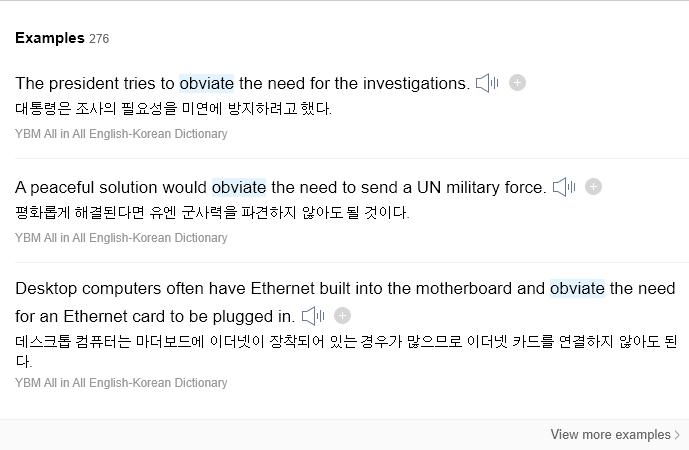 Examples 276
The president tries to obviate the need for the investigations.
대통령은 조사의 필요성을 미연에 방지하려고 했다.
YBM All in All English-Korean Dictionary
A peaceful solution would obviate the need to send a UN military force.
평화롭게 해결된다면 유엔 군사력을 파견하지 않아도 될 것이다.
YBM All in All English-Korean Dictionary
Desktop computers often have Ethernet built into the motherboard and obviate the need
for an Ethernet card to be plugged in.
데스크톱 컴퓨터는 마더보드에 이더넷이 장착되어 있는 경우가 많으므로 이더넷 카드를 연결하지 않아도 된
다.
YBM All in All English-Korean Dictionary
View more examples